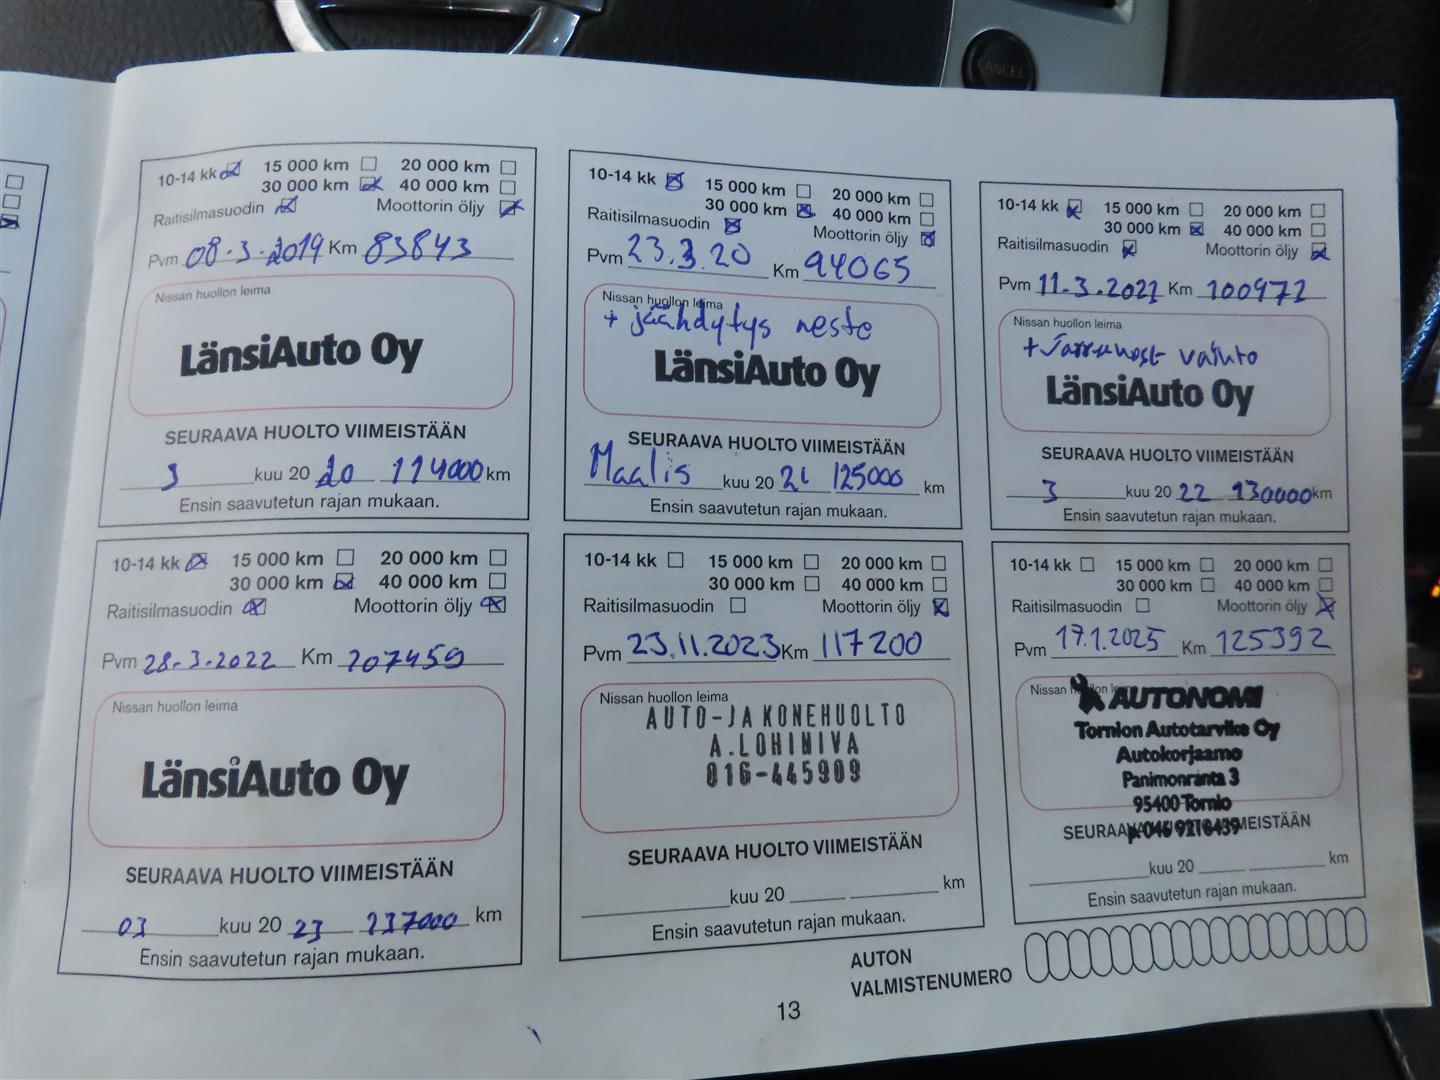 CANCEL
10-14 kk 15 000 km 20 000 km
30 000 km 40 000 km
Raitisilmasuodin Moottorin öljy
Pvm 08.3.2019 Km 83843
Nissan huollon leima
LänsiAuto Oy
SEURAAVA HUOLTO VIIMEISTÄÄN
3 kuu 20 20 114000 km
Ensin saavutetun rajan mukaan.
10-14 kk 15 000 km 20 000 km
30 000 km 40 000 km
Raitisilmasuodin Moottorin öljy
Pvm 23.3.20 Km 94065
Nissan huollon leima
+ jäähdytys neste
LänsiAuto Oy
SEURAAVA HUOLTO VIIMEISTÄÄN
Maalis kuu 20 21 125000 km
Ensin saavutetun rajan mukaan.
10-14 kk 15 000 km 20 000 km
30 000 km 40 000 km
Raitisilmasuodin Moottorin öljy
Pvm 11.3.2021 Km 100972
Nissan huollon leima
+ Jarrunest vaihto
LänsiAuto Oy
SEURAAVA HUOLTO VIIMEISTÄÄN
3 kuu 20 22 130000 km
Ensin saavutetun rajan mukaan.
10-14 kk 15 000 km 20 000 km
30 000 km 40 000 km
Raitisilmasuodin Moottorin öljy
Pvm 28.3.2022 Km 107459
Nissan huollon leima
LänsiAuto Oy
SEURAAVA HUOLTO VIIMEISTÄÄN
03 kuu 20 23 137000 km
Ensin saavutetun rajan mukaan.
10-14 kk 15 000 km 20 000 km
30 000 km 40 000 km
Raitisilmasuodin Moottorin öljy
Pvm 23.11.2023 Km 117200
Nissan huollon leima
AUTO-JA KONEHUOLTO
A.LOHINIVA
016-445909
SEURAAVA HUOLTO VIIMEISTÄÄN
kuu 20 km
Ensin saavutetun rajan mukaan.
10-14 kk 15 000 km 20 000 km
30 000 km 40 000 km
Raitisilmasuodin Moottorin öljy
Pvm 17.1.2025 Km 125392
Nissan huollon leima
AUTONOMI
Tornion Autotarvike Oy
Autokorjaamo
Panimonranta 3
95400 Tornio
p. 046 9216439
SEURAAVA HUOLTO VIIMEISTÄÄN
kuu 20 km
Ensin saavutetun rajan mukaan.
AUTON
VALMISTENUMERO
13